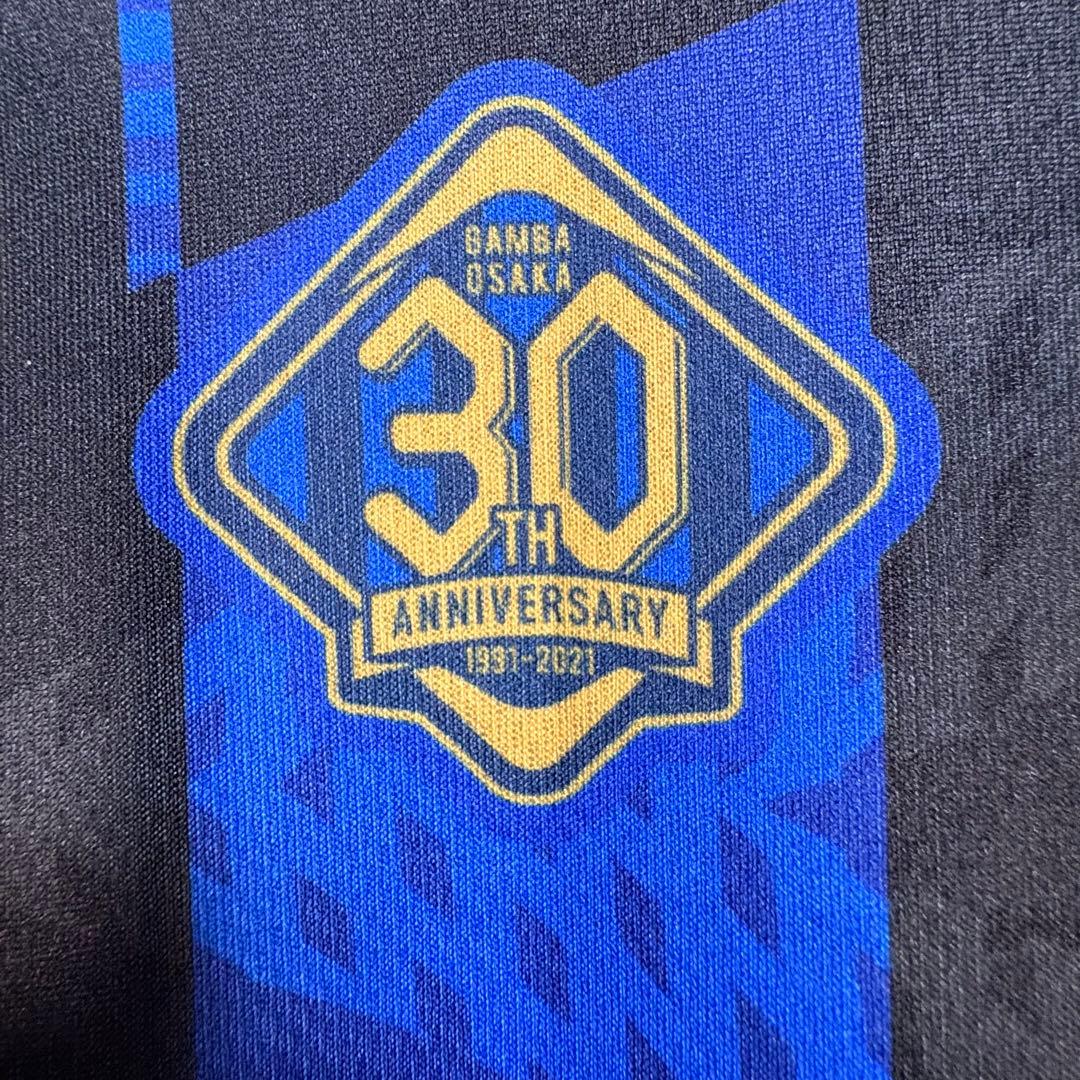 GAMBA
OSAKA
30
TH
ANNIVERSARY
1991-2021